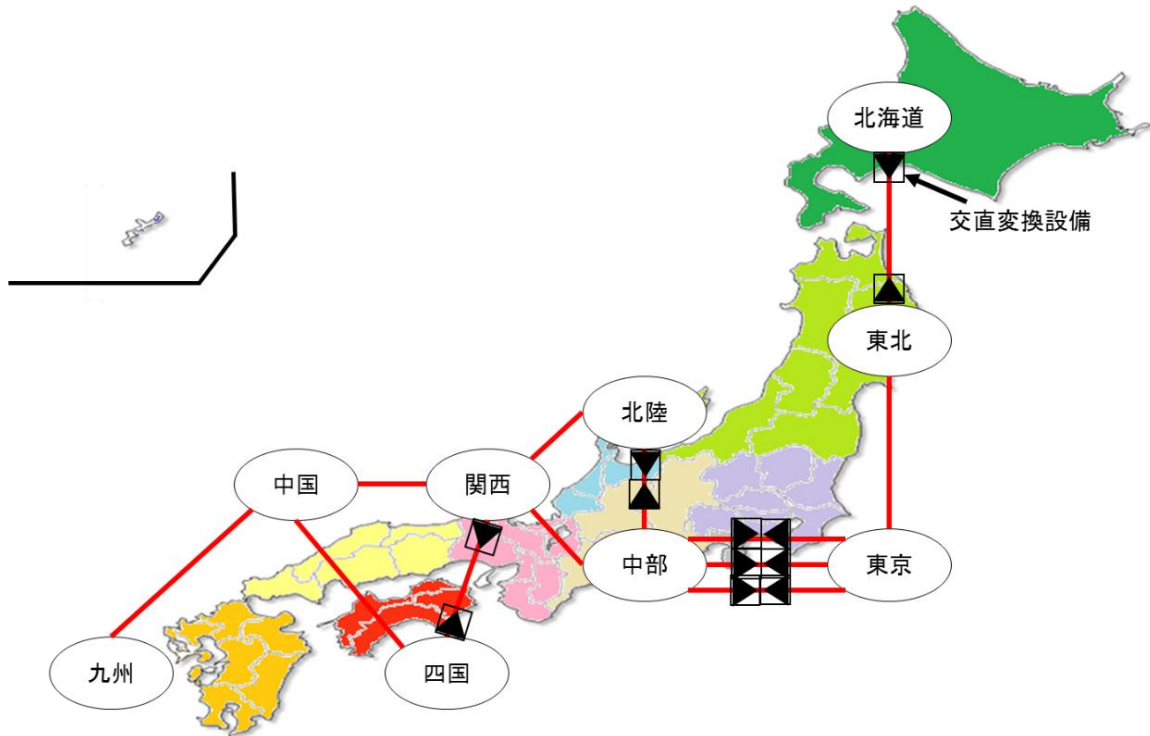 北海道
交直変換設備
東北
北陸
中国
関西
中部
東京
九州
四国